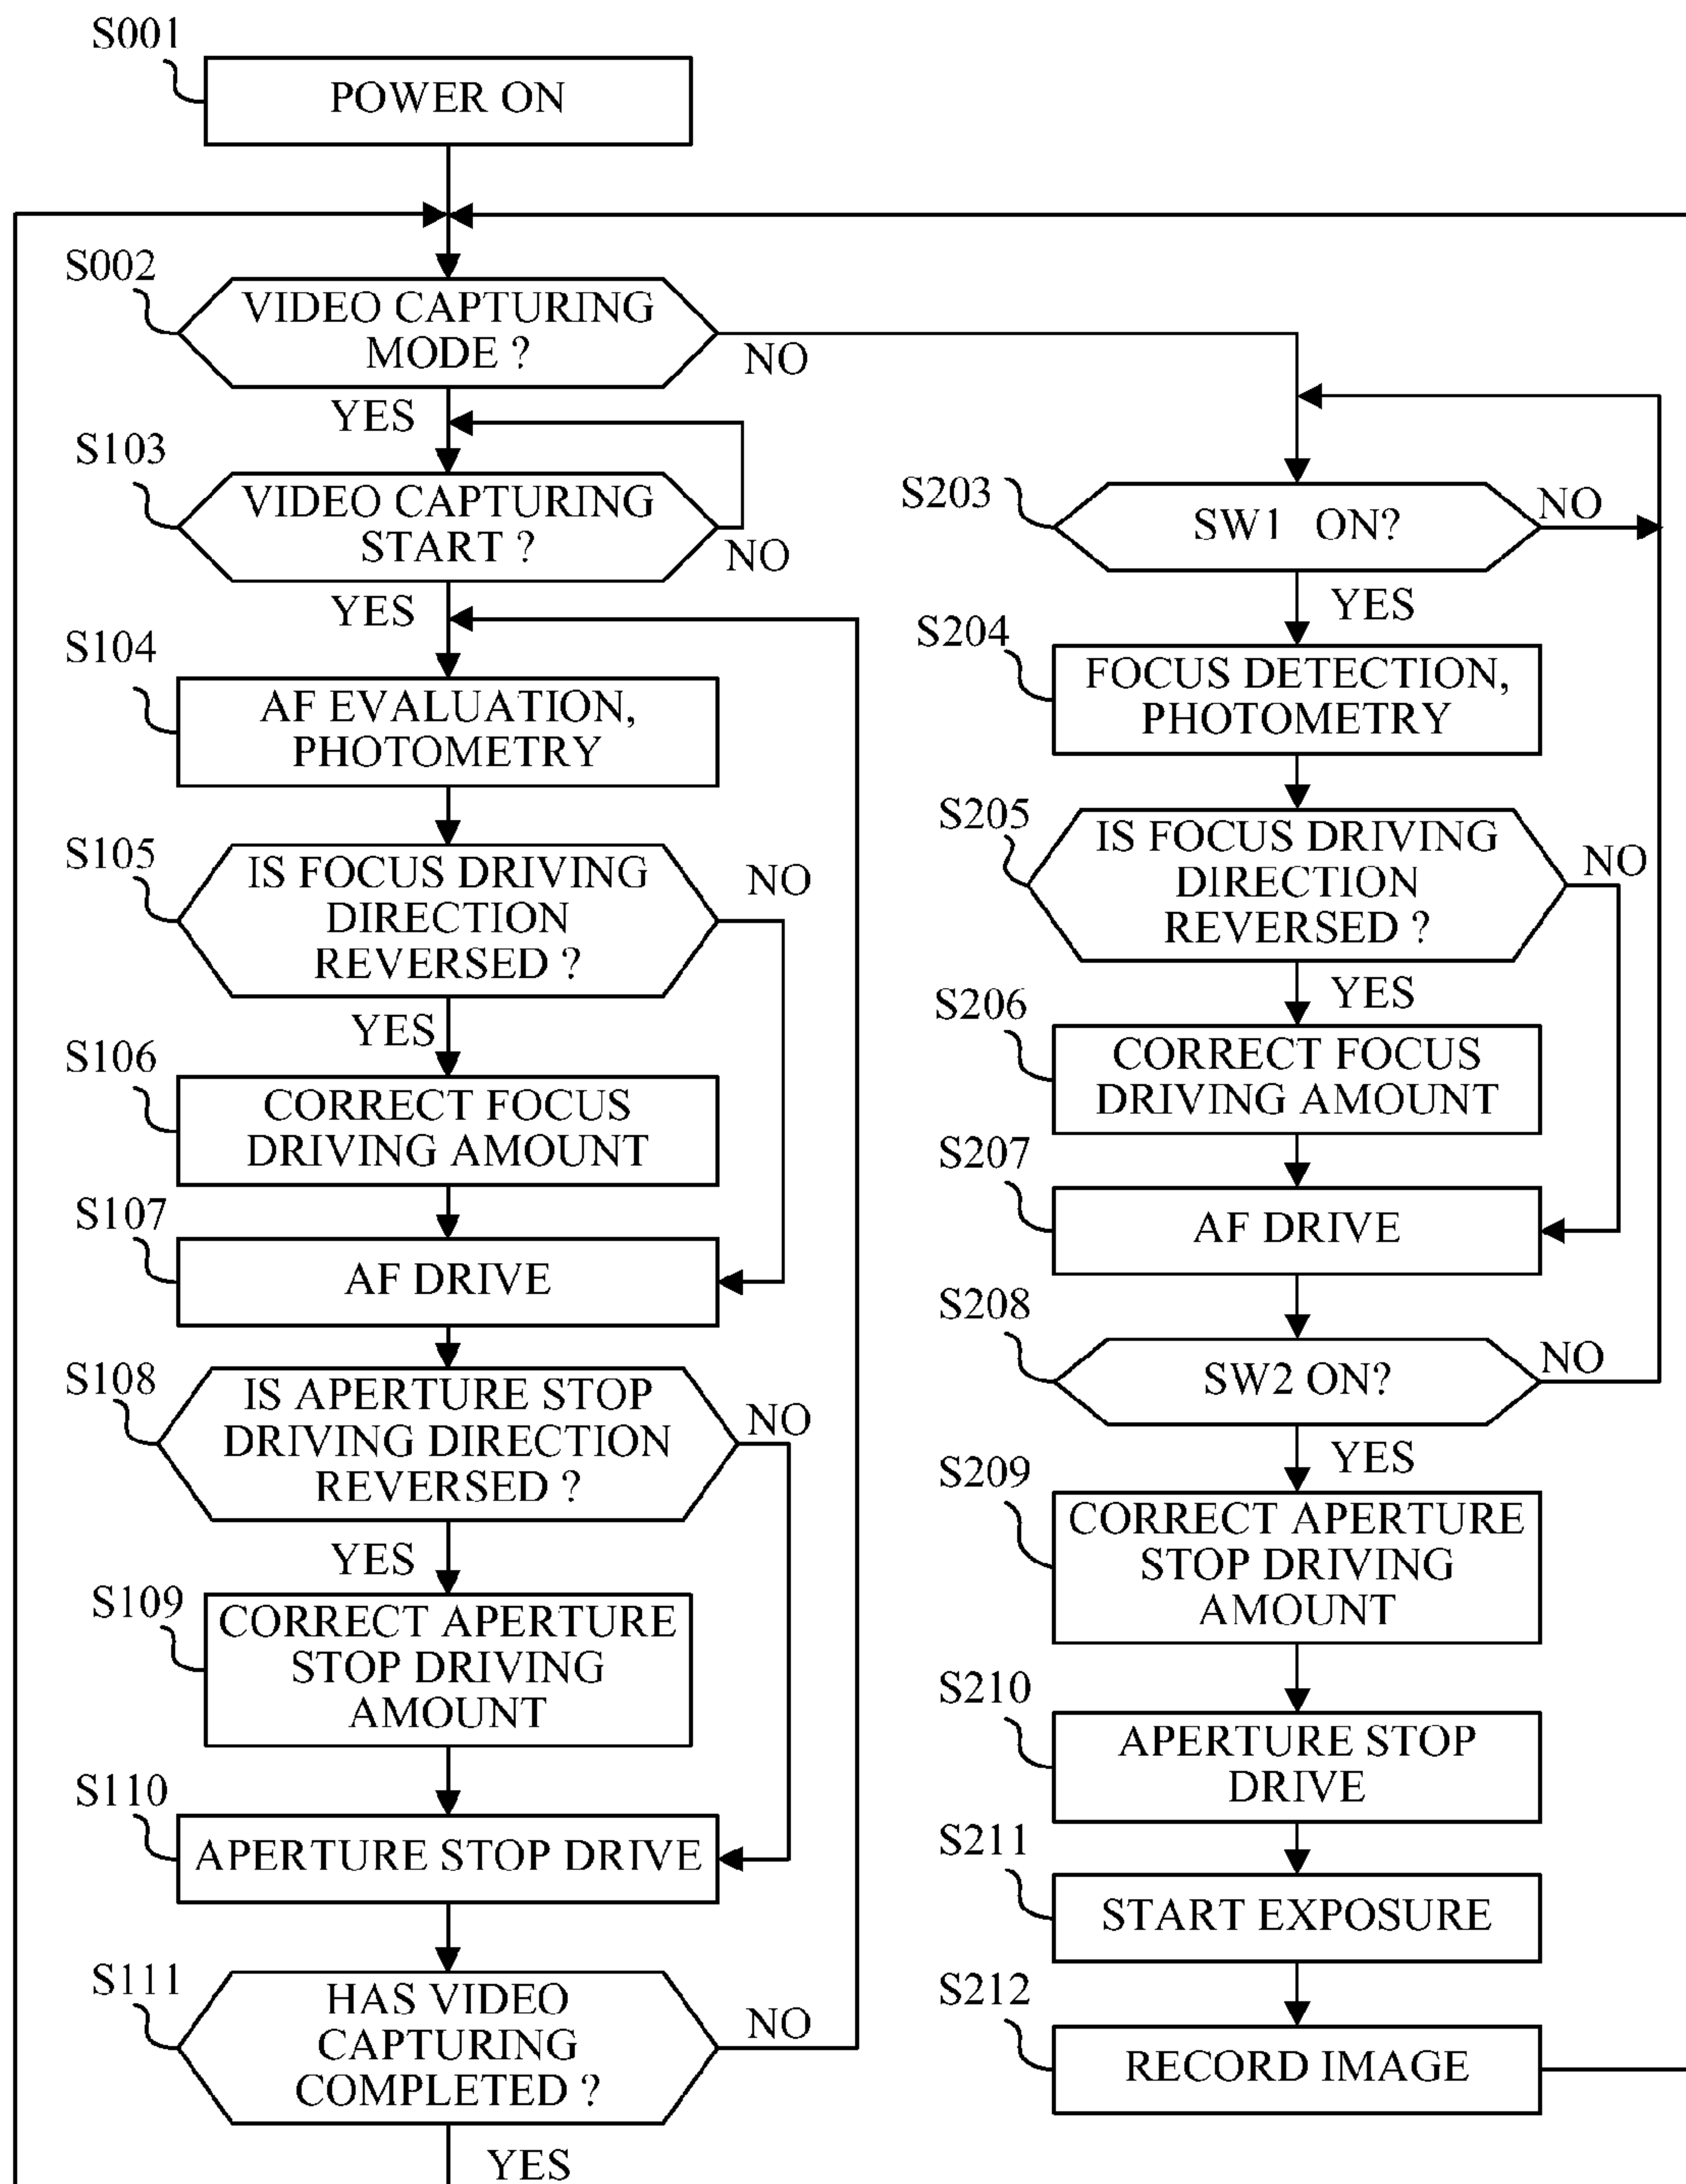 S001
POWER ON
S002
VIDEO CAPTURING
MODE ?
NO
YES
S103
VIDEO CAPTURING
START ?
NO
YES
S104
AF EVALUATION,
PHOTOMETRY
S105
IS FOCUS DRIVING
DIRECTION
REVERSED ?
NO
YES
S106
CORRECT FOCUS
DRIVING AMOUNT
S107
AF DRIVE
S108
IS APERTURE STOP
DRIVING DIRECTION
REVERSED ?
NO
YES
S109
CORRECT APERTURE
STOP DRIVING
AMOUNT
S110
APERTURE STOP DRIVE
S111
HAS VIDEO
CAPTURING
COMPLETED ?
NO
YES
S203
SW1 ON?
NO
YES
S204
FOCUS DETECTION,
PHOTOMETRY
S205
IS FOCUS DRIVING
DIRECTION
REVERSED ?
NO
YES
S206
CORRECT FOCUS
DRIVING AMOUNT
S207
AF DRIVE
S208
SW2 ON?
NO
YES
S209
CORRECT APERTURE
STOP DRIVING
AMOUNT
S210
APERTURE STOP
DRIVE
S211
START EXPOSURE
S212
RECORD IMAGE